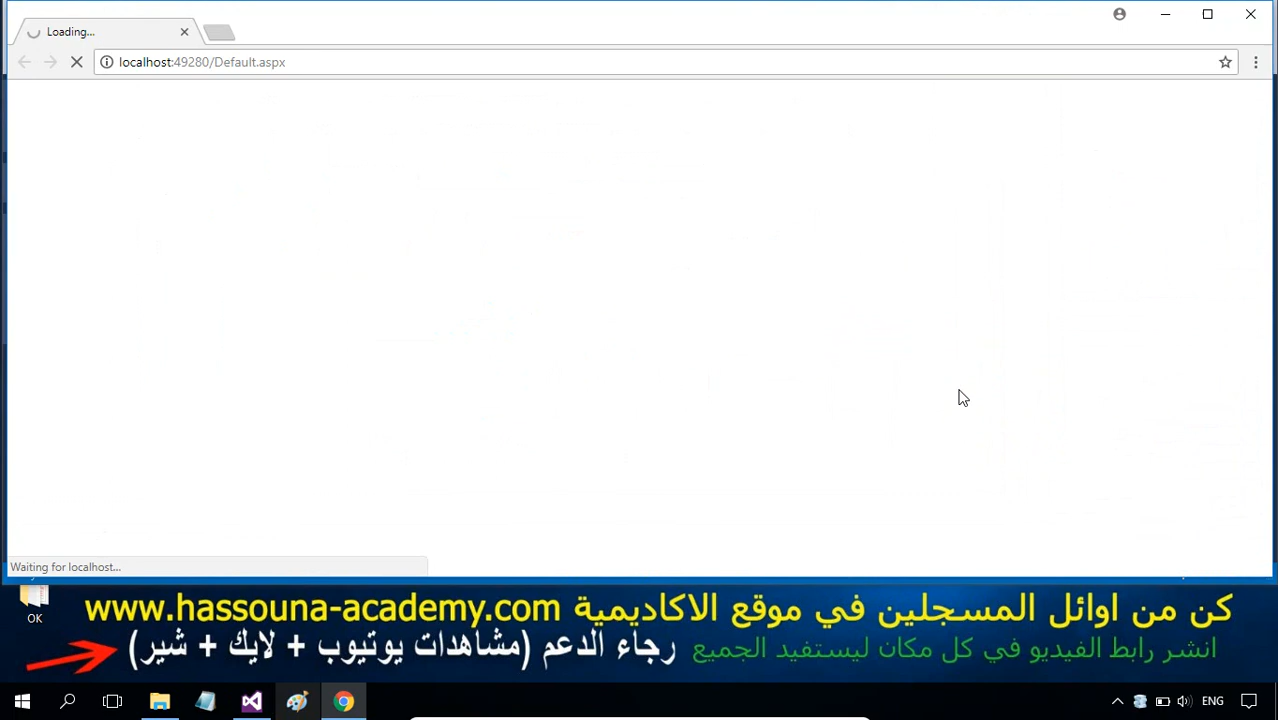 Loading...
localhost:49280/Default.aspx
Waiting for localhost...
OK
كن من اوائل المسجلين في موقع الاكاديمية www.hassouna-academy.com
انشر رابط الفيديو في كل مكان ليستفيد الجميع رجاء الدعم (مشاهدات يوتيوب + لايك + شير)
ENG